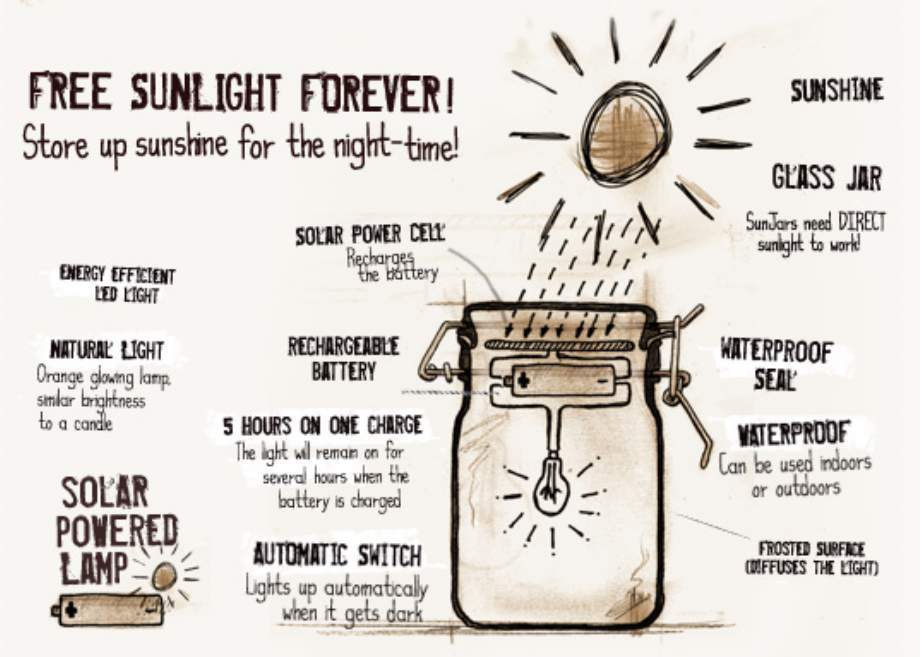 FREE SUNLIGHT FOREVER!
Store up sunshine for the night-time!
SUNSHINE
GLASS JAR
SunJars need DIRECT
sunlight to work!
SOLAR POWER CELL
Recharges
the battery
ENERGY EFFICIENT
LED LIGHT
NATURAL LIGHT
Orange glowing lamp,
similar brightness
to a candle
RECHARGEABLE
BATTERY
WATERPROOF
SEAL
5 HOURS ON ONE CHARGE
The light will remain on for
several hours when the
battery is charged
WATERPROOF
Can be used indoors
or outdoors
SOLAR
POWERED
LAMP
AUTOMATIC SWITCH
Lights up automatically
when it gets dark
FROSTED SURFACE
(DIFFUSES THE LIGHT)